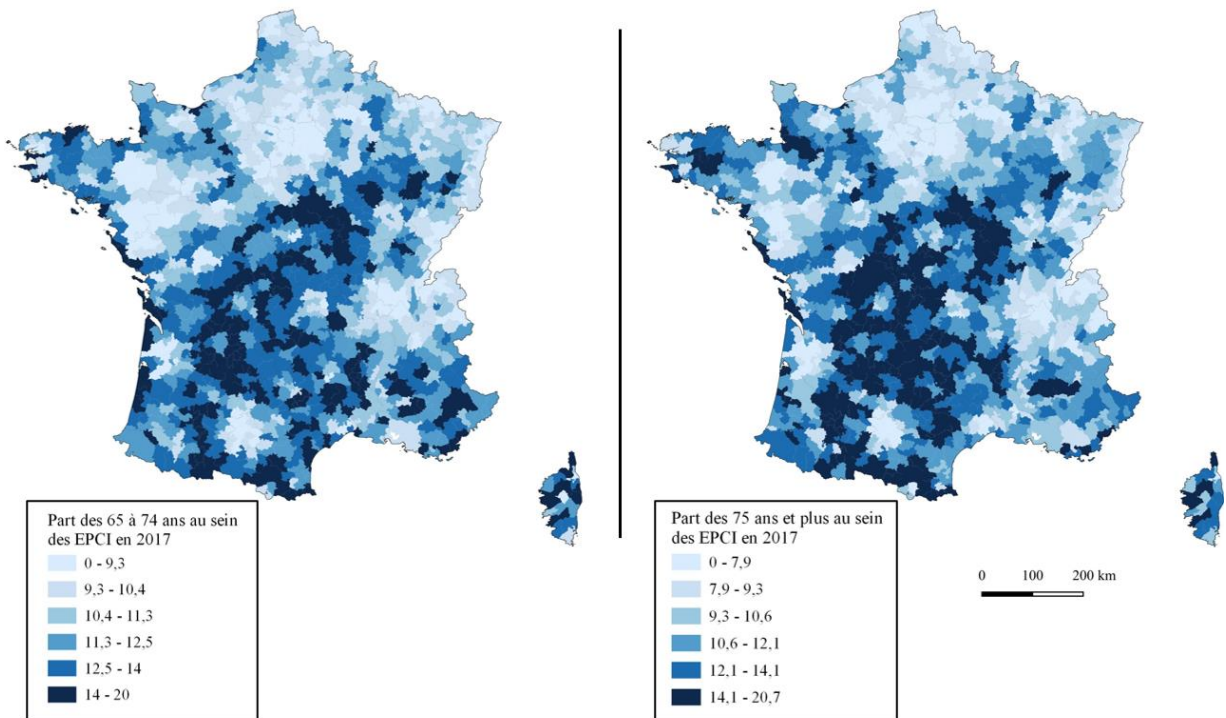 Part des 65 à 74 ans au sein
des EPCI en 2017
0 - 9,3
9,3 - 10,4
10,4 - 11,3
11,3 - 12,5
12,5 - 14
14 - 20
Part des 75 ans et plus au sein
des EPCI en 2017
0 - 7,9
7,9 - 9,3
9,3 - 10,6
10,6 - 12,1
12,1 - 14,1
14,1 - 20,7
0 100 200 km